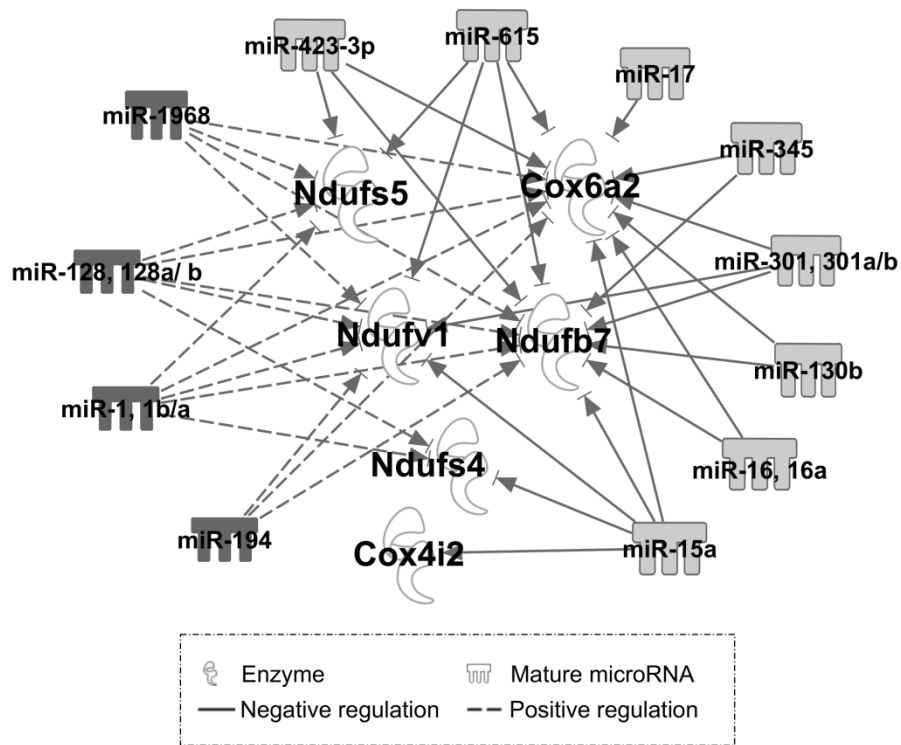 miR-423-3p
miR-615
miR-17
miR-1968
miR-345
Ndufs5
Cox6a2
miR-128, 128a/ b
miR-301, 301a/b
Ndufv1
Ndufb7
miR-130b
miR-1, 1b/a
Ndufs4
miR-16, 16a
miR-194
Cox4i2
miR-15a
Enzyme
Mature microRNA
Negative regulation
Positive regulation